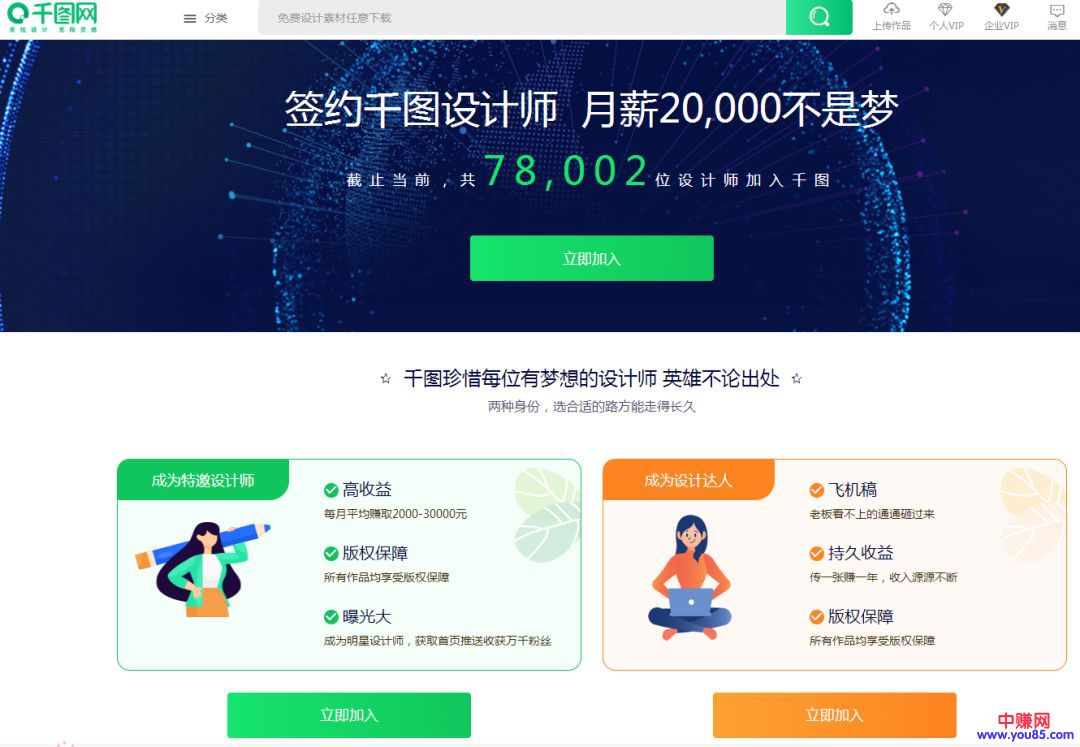 千图网
无忧设计 无垠灵感
分类
免费设计素材任意下载
上传作品
个人VIP
企业VIP
消息
签约千图设计师 月薪20,000不是梦
截止当前，共78,002位设计师加入千图
立即加入
☆ 千图珍惜每位有梦想的设计师 英雄不论出处 ☆
两种身份，选合适的路方能走得长久
成为特邀设计师
高收益
每月平均赚取2000-30000元
版权保障
所有作品均享受版权保障
曝光大
成为明星设计师，获取首页推送收获万千粉丝
立即加入
成为设计达人
飞机稿
老板看不上的通通砸过来
持久收益
传一张赚一年，收入源源不断
版权保障
所有作品均享受版权保障
立即加入
中赚网
www.you85.com